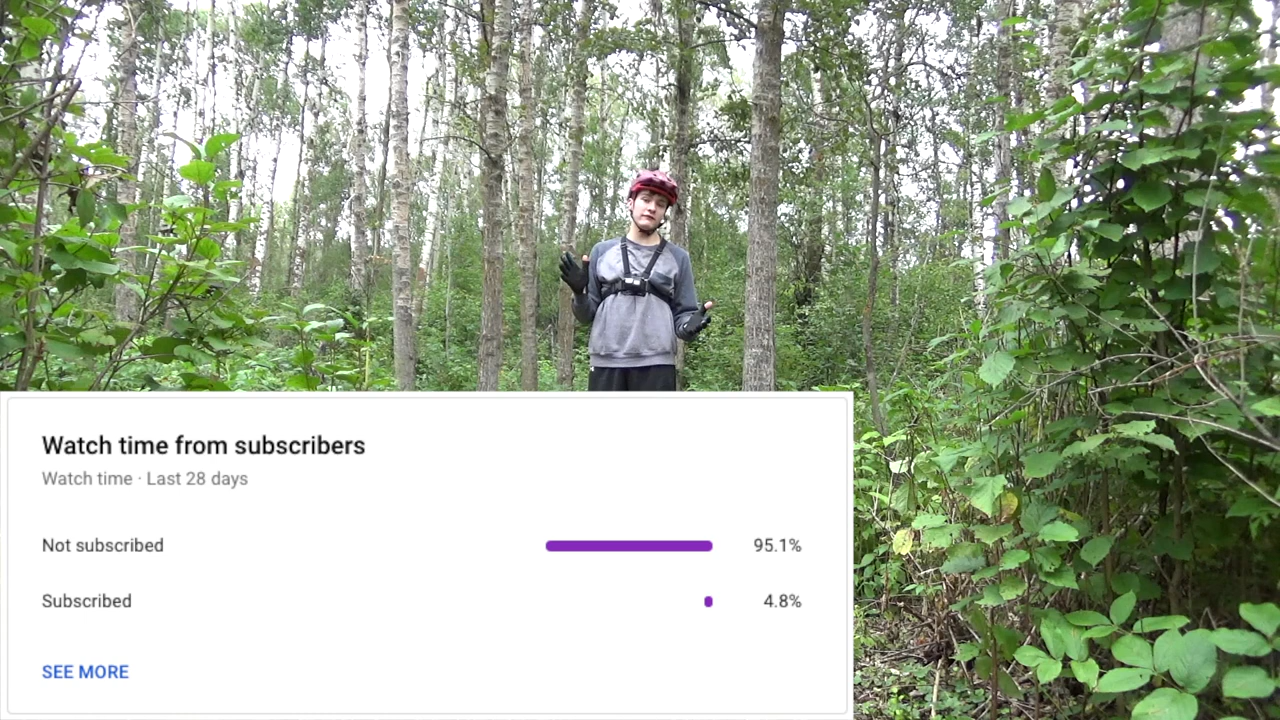 Watch time from subscribers
Watch time · Last 28 days
Not subscribed 95.1%
Subscribed 4.8%
SEE MORE